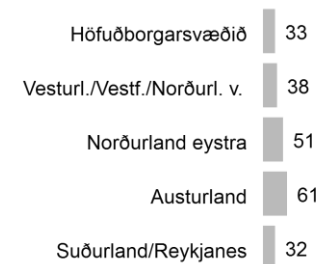 Höfuðborgarsvæðið 33
Vesturl./Vestf./Norðurl. v. 38
Norðurland eystra 51
Austurland 61
Suðurland/Reykjanes 32